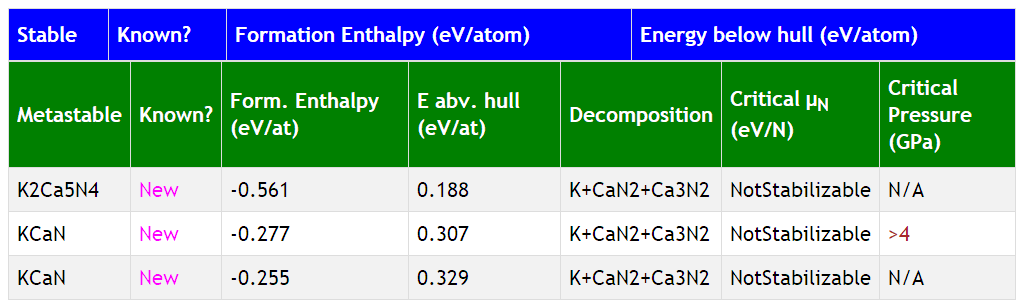 Stable Known? Formation Enthalpy (eV/atom) Energy below hull (eV/atom)
Metastable Known? Form. Enthalpy (eV/at) E abv. hull (eV/at) Decomposition Critical μN (eV/N) Critical Pressure (GPa)
K2Ca5N4 New -0.561 0.188 K+CaN2+Ca3N2 NotStabilizable N/A
KCaN New -0.277 0.307 K+CaN2+Ca3N2 NotStabilizable >4
KCaN New -0.255 0.329 K+CaN2+Ca3N2 NotStabilizable N/A